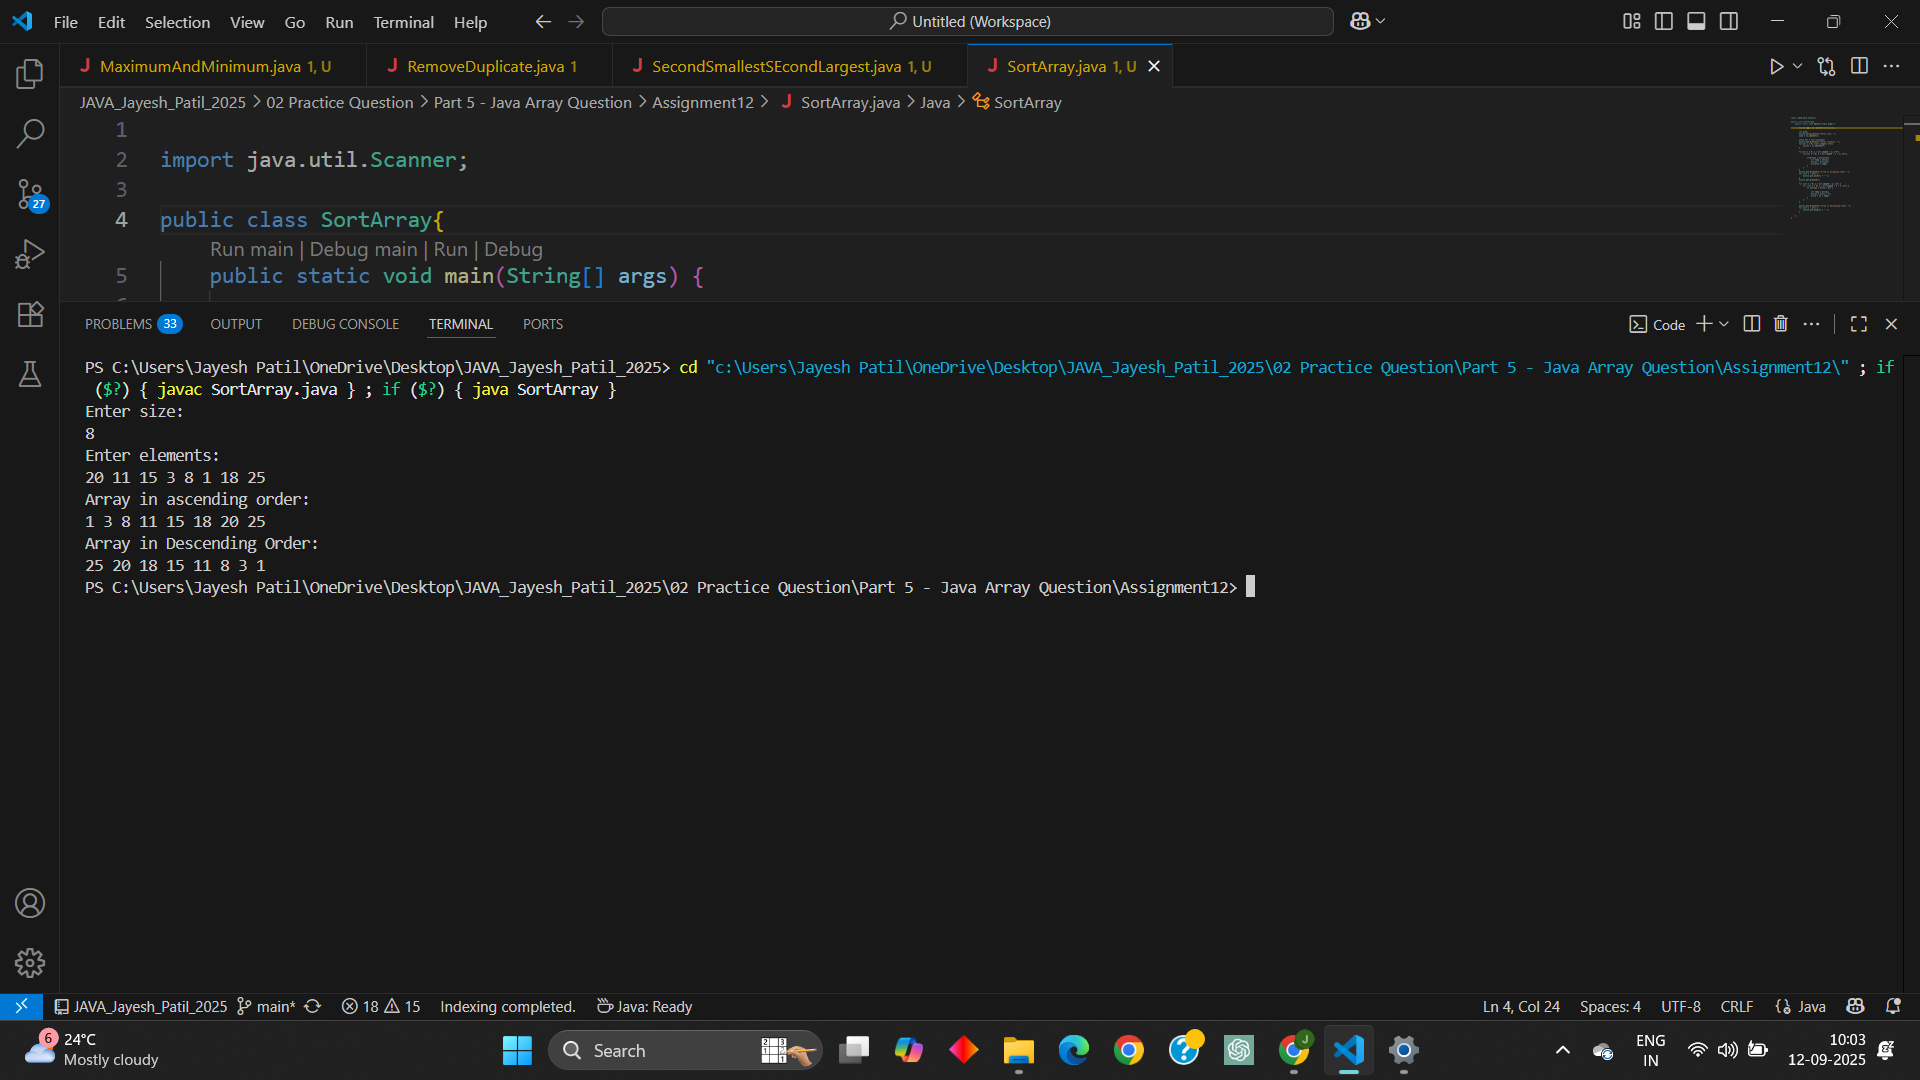 File Edit Selection View Go Run Terminal Help Untitled (Workspace)
MaximumAndMinimum.java 1, U RemoveDuplicate.java 1 SecondSmallestSEcondLargest.java 1, U SortArray.java 1, U
JAVA_Jayesh_Patil_2025 > 02 Practice Question > Part 5 - Java Array Question > Assignment12 > SortArray.java > Java > SortArray
1
2 import java.util.Scanner;
3
4 public class SortArray{
Run main | Debug main | Run | Debug
5 public static void main(String[] args) {
PROBLEMS 33 OUTPUT DEBUG CONSOLE TERMINAL PORTS Code
PS C:\Users\Jayesh Patil\OneDrive\Desktop\JAVA_Jayesh_Patil_2025> cd "c:\Users\Jayesh Patil\OneDrive\Desktop\JAVA_Jayesh_Patil_2025\02 Practice Question\Part 5 - Java Array Question\Assignment12\" ; if
($?) { javac SortArray.java } ; if ($?) { java SortArray }
Enter size:
8
Enter elements:
20 11 15 3 8 1 18 25
Array in ascending order:
1 3 8 11 15 18 20 25
Array in Descending Order:
25 20 18 15 11 8 3 1
PS C:\Users\Jayesh Patil\OneDrive\Desktop\JAVA_Jayesh_Patil_2025\02 Practice Question\Part 5 - Java Array Question\Assignment12>
27
JAVA_Jayesh_Patil_2025 main* 18 15 Indexing completed. Java: Ready Ln 4, Col 24 Spaces: 4 UTF-8 CRLF Java
6 24°C
Mostly cloudy
Search
J
ENG
IN
10:03
12-09-2025